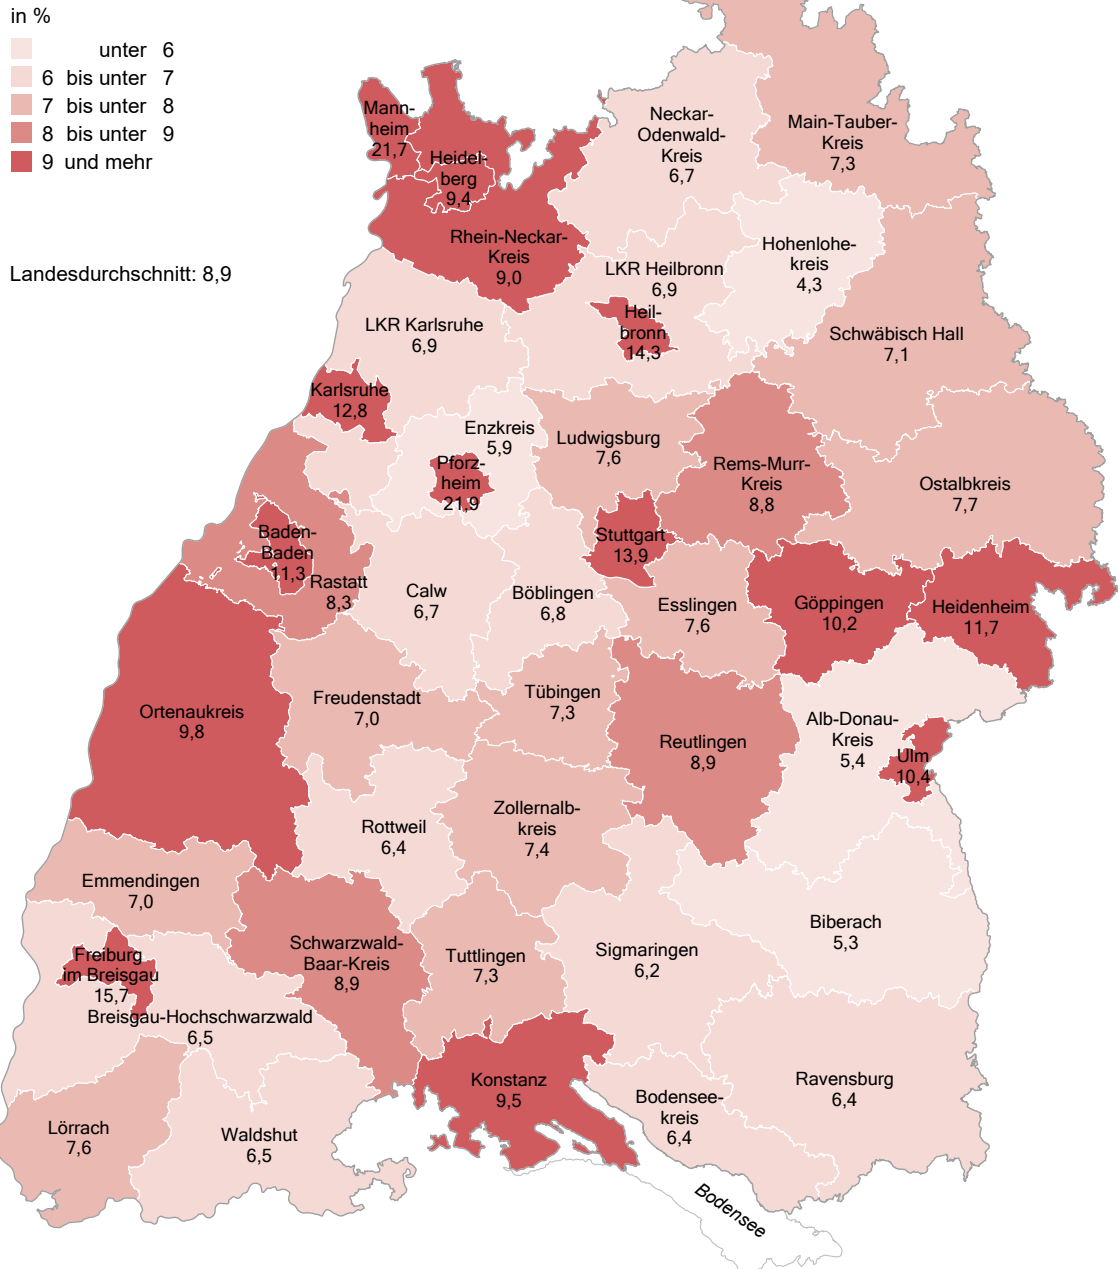 in %
unter 6
6 bis unter 7
7 bis unter 8
8 bis unter 9
9 und mehr
Landesdurchschnitt: 8,9
Mann-
heim
21,7
Heidel-
berg
9,4
Rhein-Neckar-
Kreis
9,0
Neckar-
Odenwald-
Kreis
6,7
Main-Tauber-
Kreis
7,3
Hohenlohe-
kreis
4,3
LKR Heilbronn
6,9
Heil-
bronn
14,3
Schwäbisch Hall
7,1
LKR Karlsruhe
6,9
Karlsruhe
12,8
Enzkreis
5,9
Pforz-
heim
21,9
Ludwigsburg
7,6
Rems-Murr-
Kreis
8,8
Ostalbkreis
7,7
Baden-
Baden
11,3
Rastatt
8,3
Stuttgart
13,9
Calw
6,7
Böblingen
6,8
Esslingen
7,6
Göppingen
10,2
Heidenheim
11,7
Ortenaukreis
9,8
Freudenstadt
7,0
Tübingen
7,3
Reutlingen
8,9
Alb-Donau-
Kreis
5,4
Ulm
10,4
Rottweil
6,4
Zollernalb-
kreis
7,4
Emmendingen
7,0
Freiburg
im Breisgau
15,7
Breisgau-Hochschwarzwald
6,5
Schwarzwald-
Baar-Kreis
8,9
Tuttlingen
7,3
Sigmaringen
6,2
Biberach
5,3
Lörrach
7,6
Waldshut
6,5
Konstanz
9,5
Bodensee-
kreis
6,4
Ravensburg
6,4
Bodensee